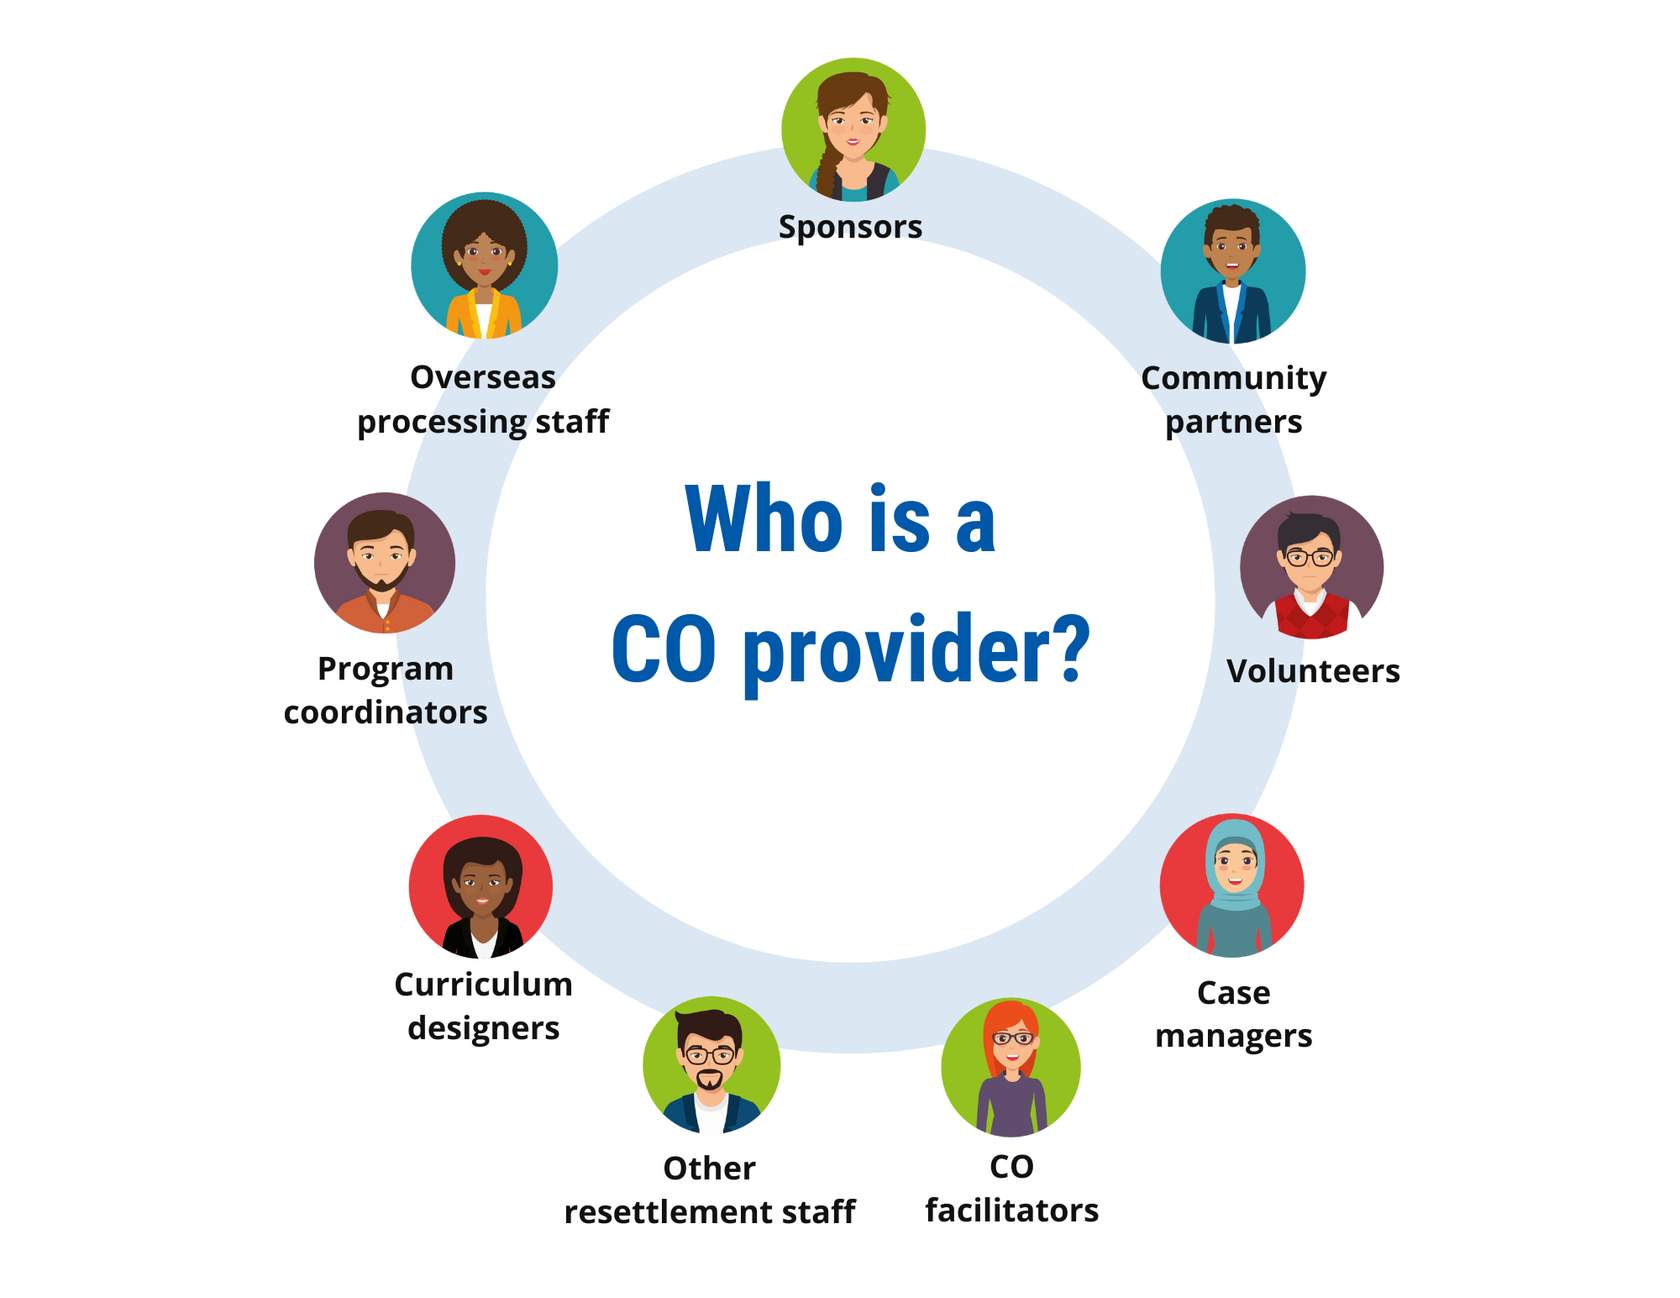 Who is a
CO provider?
Sponsors
Community
partners
Volunteers
Case
managers
CO
facilitators
Other
resettlement staff
Curriculum
designers
Program
coordinators
Overseas
processing staff